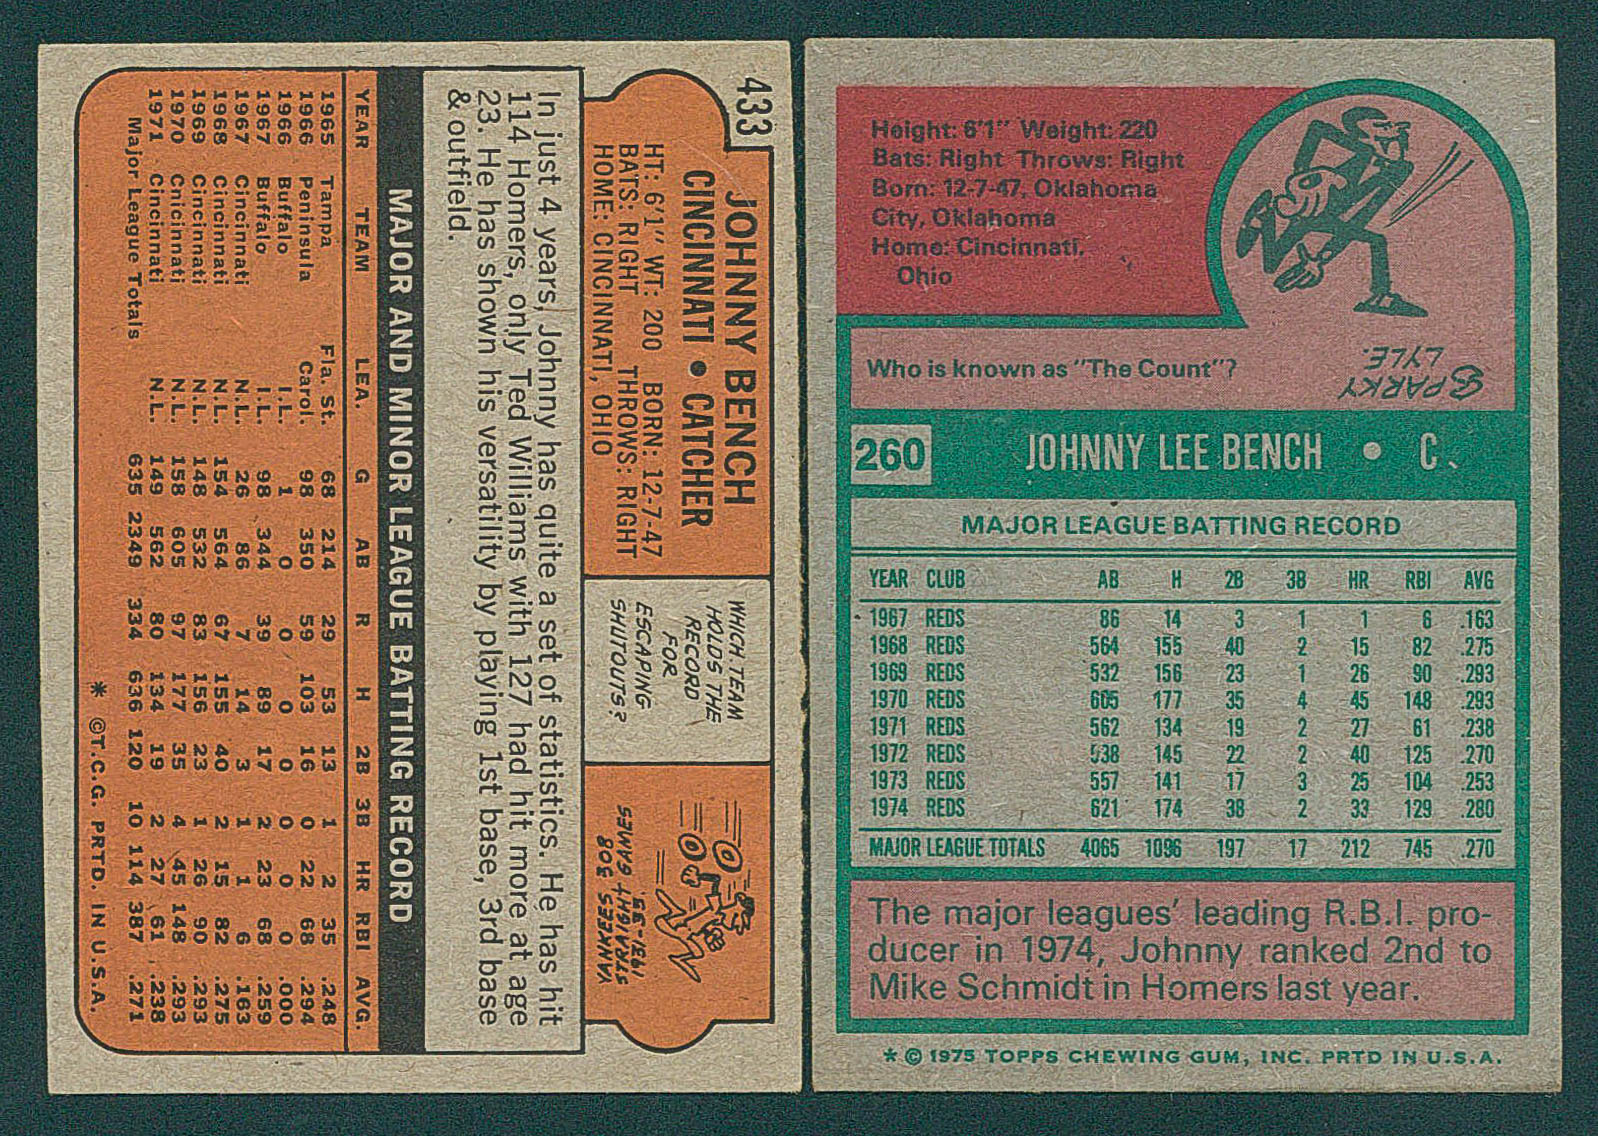 433
JOHNNY BENCH
CINCINNATI • CATCHER
HT: 6'1" WT: 200 BORN: 12-7-47
BATS: RIGHT THROWS: RIGHT
HOME: CINCINNATI, OHIO
WHICH TEAM
HOLDS THE
RECORD
FOR
ESCAPING
SHUTOUTS?
YANKEES 308
STRAIGHT GAMES
1931-'33.
In just 4 years, Johnny has quite a set of statistics. He has hit
114 Homers, only Ted Williams with 127 had hit more at age
23. He has shown his versatility by playing 1st base, 3rd base
& outfield.
MAJOR AND MINOR LEAGUE BATTING RECORD
YEAR TEAM LEA. G AB R H 2B 3B HR RBI AVG.
1965 Tampa Fla. St. 68 214 29 53 13 1 2 35 .248
1966 Peninsula Carol. 98 350 59 103 16 0 22 68 .294
1966 Buffalo I.L. 1 0 0 0 0 0 0 0 .000
1967 Buffalo I.L. 98 344 39 89 17 2 23 68 .259
1967 Cincinnati N.L. 26 86 7 14 3 1 1 6 .163
1968 Cincinnati N.L. 154 564 67 155 40 2 15 82 .275
1969 Cincinnati N.L. 148 532 83 156 23 1 26 90 .293
1970 Chicinnati N.L. 158 605 97 177 35 4 45 148 .293
1971 Cincinnati N.L. 149 562 80 134 19 2 27 61 .238
Major League Totals 635 2349 334 636 120 10 114 387 .271
* ©T.C.G. PRTD. IN U.S.A.
Height: 6'1" Weight: 220
Bats: Right Throws: Right
Born: 12-7-47, Oklahoma
City, Oklahoma
Home: Cincinnati,
Ohio
Who is known as "The Count"?
SPARKY
LYLE.
260 JOHNNY LEE BENCH • C.
MAJOR LEAGUE BATTING RECORD
YEAR CLUB AB H 2B 3B HR RBI AVG
1967 REDS 86 14 3 1 1 6 .163
1968 REDS 564 155 40 2 15 82 .275
1969 REDS 532 156 23 1 26 90 .293
1970 REDS 605 177 35 4 45 148 .293
1971 REDS 562 134 19 2 27 61 .238
1972 REDS 538 145 22 2 40 125 .270
1973 REDS 557 141 17 3 25 104 .253
1974 REDS 621 174 38 2 33 129 .280
MAJOR LEAGUE TOTALS 4065 1096 197 17 212 745 .270
The major leagues' leading R.B.I. pro-
ducer in 1974, Johnny ranked 2nd to
Mike Schmidt in Homers last year.
* © 1975 TOPPS CHEWING GUM, INC. PRTD IN U.S.A.